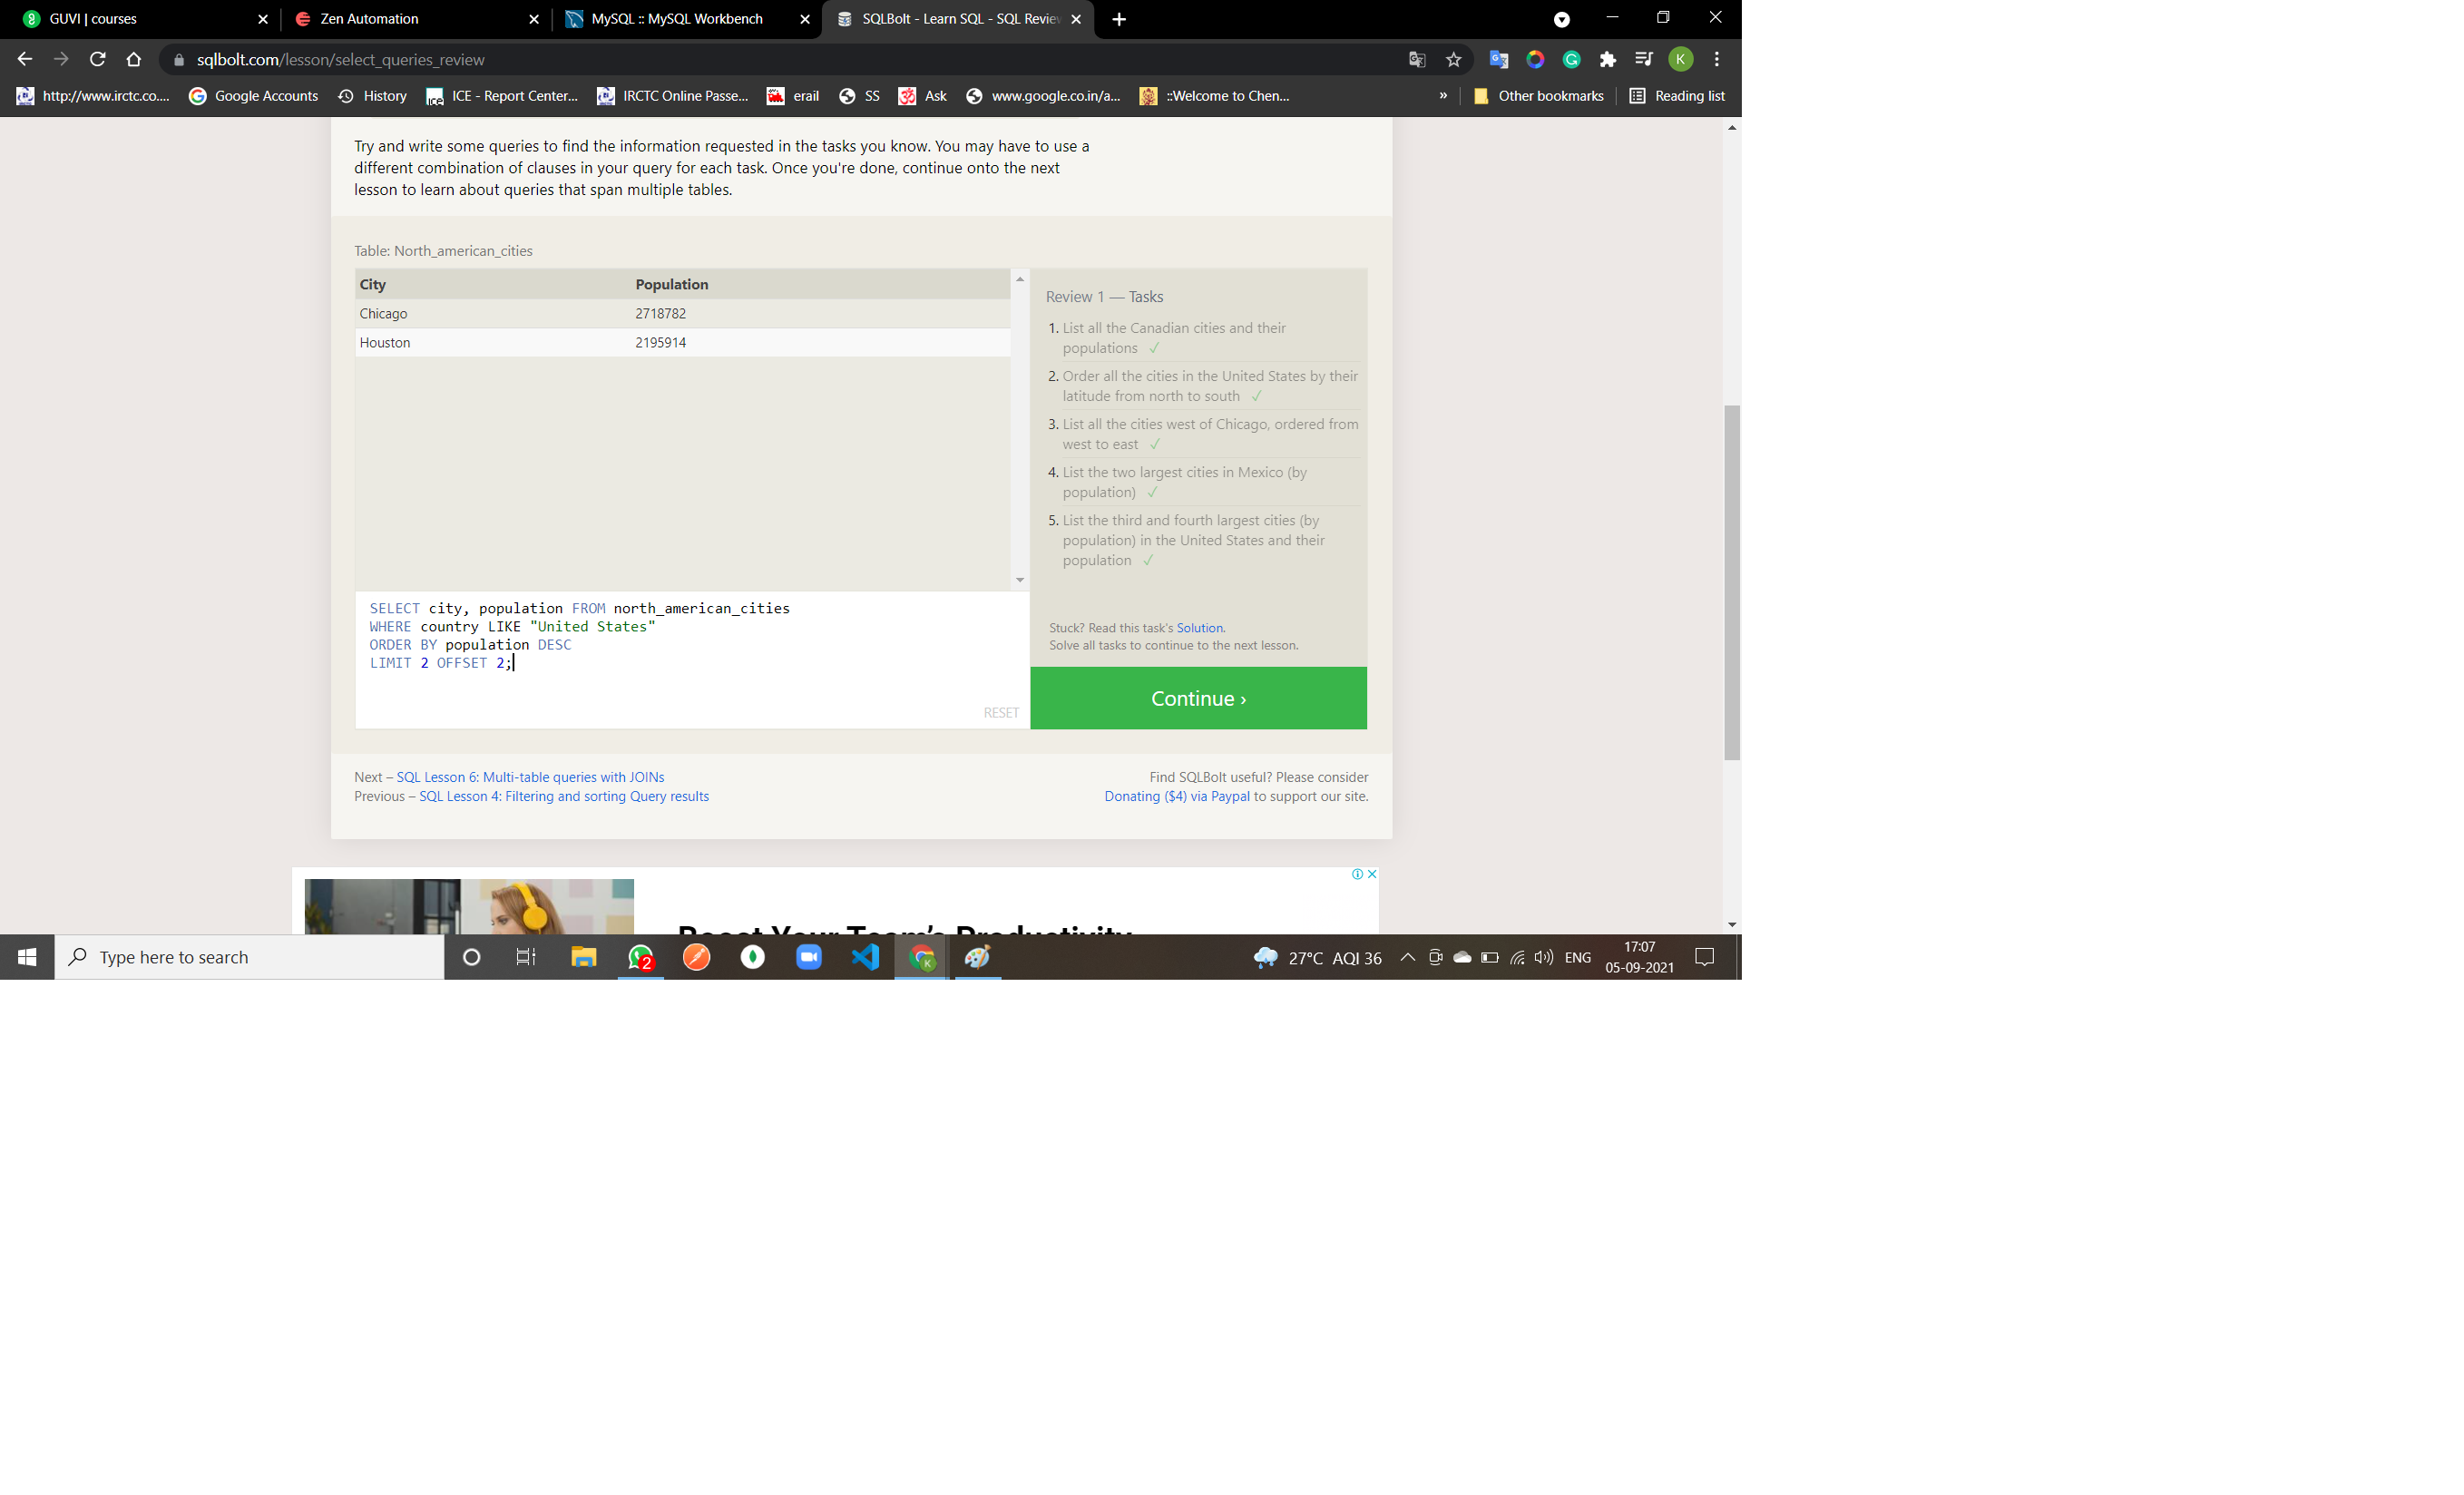 GUVI | courses
Zen Automation
MySQL :: MySQL Workbench
SQLBolt - Learn SQL - SQL Review
sqlbolt.com/lesson/select_queries_review
K
http://www.irctc.co....
Google Accounts
History
ICE - Report Center...
IRCTC Online Passe...
erail
SS
Ask
www.google.co.in/a...
::Welcome to Chen...
»
Other bookmarks
Reading list
Try and write some queries to find the information requested in the tasks you know. You may have to use a
different combination of clauses in your query for each task. Once you're done, continue onto the next
lesson to learn about queries that span multiple tables.
Table: North_american_cities
City Population
Chicago 2718782
Houston 2195914
Review 1 — Tasks
1. List all the Canadian cities and their
populations ✓
2. Order all the cities in the United States by their
latitude from north to south ✓
3. List all the cities west of Chicago, ordered from
west to east ✓
4. List the two largest cities in Mexico (by
population) ✓
5. List the third and fourth largest cities (by
population) in the United States and their
population ✓
SELECT city, population FROM north_american_cities
WHERE country LIKE "United States"
ORDER BY population DESC
LIMIT 2 OFFSET 2;
RESET
Stuck? Read this task's Solution.
Solve all tasks to continue to the next lesson.
Continue ›
Next – SQL Lesson 6: Multi-table queries with JOINs
Previous – SQL Lesson 4: Filtering and sorting Query results
Find SQLBolt useful? Please consider
Donating ($4) via Paypal to support our site.
Boost Your Team's Productivity
Type here to search
2
K
27°C AQI 36
ENG
17:07
05-09-2021